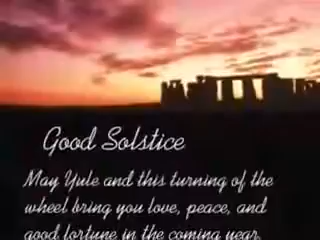 Good Solstice
May Yule and this turning of the
wheel bring you love, peace, and
good fortune in the coming year.